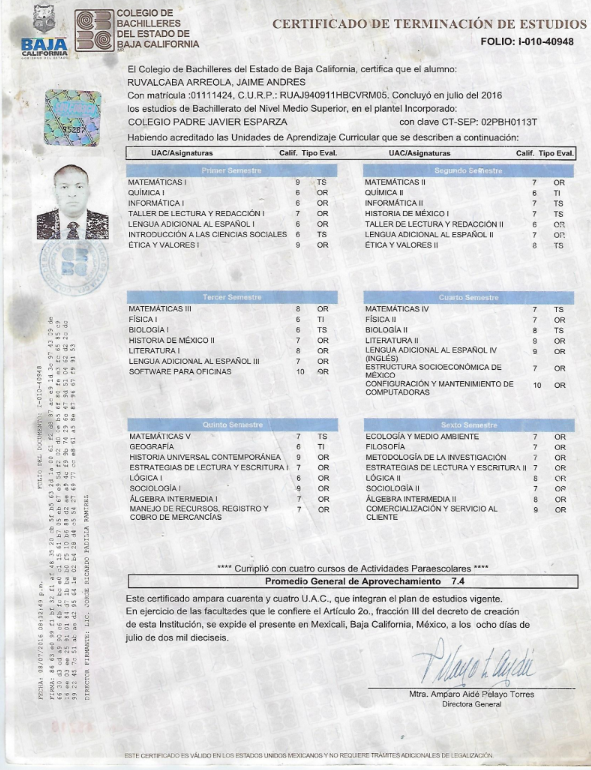 BAJA
CALIFORNIA
COLEGIO DE
BACHILLERES
DEL ESTADO DE
BAJA CALIFORNIA
CERTIFICADO DE TERMINACIÓN DE ESTUDIOS
FOLIO: I-010-40948
El Colegio de Bachilleres del Estado de Baja California, certifica que el alumno:
RUVALCABA ARREOLA, JAIME ANDRES
Con matrícula :01111424, C.U.R.P.: RUAJ940911HBCVRM05. Concluyó en julio del 2016
los estudios de Bachillerato del Nivel Medio Superior, en el plantel Incorporado:
COLEGIO PADRE JAVIER ESPARZA con clave CT-SEP: 02PBH0113T
Habiendo acreditado las Unidades de Aprendizaje Curricular que se describen a continuación:
95287
UAC/Asignaturas Calif. Tipo Eval. UAC/Asignaturas Calif. Tipo Eval.
Primer Semestre
MATEMÁTICAS I 9 TS
QUÍMICA I 6 OR
INFORMÁTICA I 6 OR
TALLER DE LECTURA Y REDACCIÓN I 7 OR
LENGUA ADICIONAL AL ESPAÑOL I 6 OR
INTRODUCCIÓN A LAS CIENCIAS SOCIALES 6 TS
ÉTICA Y VALORES I 9 OR
Segundo Semestre
MATEMÁTICAS II 7 OR
QUÍMICA II 6 TI
INFORMÁTICA II 7 TS
HISTORIA DE MÉXICO I 7 TS
TALLER DE LECTURA Y REDACCIÓN II 6 OR
LENGUA ADICIONAL AL ESPAÑOL II 7 OR
ÉTICA Y VALORES II 8 TS
Tercer Semestre
MATEMÁTICAS III 8 OR
FÍSICA I 6 TI
BIOLOGÍA I 6 TS
HISTORIA DE MÉXICO II 7 OR
LITERATURA I 8 OR
LENGUA ADICIONAL AL ESPAÑOL III 7 OR
SOFTWARE PARA OFICINAS 10 OR
Cuarto Semestre
MATEMÁTICAS IV 7 TS
FÍSICA II 7 OR
BIOLOGÍA II 8 TS
LITERATURA II 9 OR
LENGUA ADICIONAL AL ESPAÑOL IV 9 OR
(INGLÉS)
ESTRUCTURA SOCIOECONÓMICA DE 7 OR
MÉXICO
CONFIGURACIÓN Y MANTENIMIENTO DE 10 OR
COMPUTADORAS
Quinto Semestre
MATEMÁTICAS V 7 TS
GEOGRAFÍA 6 TI
HISTORIA UNIVERSAL CONTEMPORÁNEA 9 OR
ESTRATEGIAS DE LECTURA Y ESCRITURA I 7 OR
LÓGICA I 6 OR
SOCIOLOGÍA I 9 OR
ÁLGEBRA INTERMEDIA I 7 OR
MANEJO DE RECURSOS, REGISTRO Y 7 OR
COBRO DE MERCANCÍAS
Sexto Semestre
ECOLOGÍA Y MEDIO AMBIENTE 7 OR
FILOSOFÍA 7 OR
METODOLOGÍA DE LA INVESTIGACIÓN 7 OR
ESTRATEGIAS DE LECTURA Y ESCRITURA II 7 OR
LÓGICA II 8 OR
SOCIOLOGÍA II 7 OR
ÁLGEBRA INTERMEDIA II 8 OR
COMERCIALIZACIÓN Y SERVICIO AL 9 OR
CLIENTE
**** Cumplió con cuatro cursos de Actividades Paraescolares ****
Promedio General de Aprovechamiento 7.4
Este certificado ampara cuarenta y cuatro U.A.C., que integran el plan de estudios vigente.
En ejercicio de las facultades que le confiere el Artículo 2o., fracción III del decreto de creación
de esta Institución, se expide el presente en Mexicali, Baja California, México, a los ocho días de
julio de dos mil dieciseis.
Mtra. Amparo Aidé Pelayo Torres
Directora General
FOLIO DEL DOCUMENTO: I-010-40948
FECHA: 08/07/2016
FIRMA:
DIRECTOR FIRMANTE: LIC. JORGE RICARDO PADILLA RAMIREZ
ESTE CERTIFICADO ES VÁLIDO EN LOS ESTADOS UNIDOS MEXICANOS Y NO REQUIERE TRÁMITES ADICIONALES DE LEGALIZACIÓN.